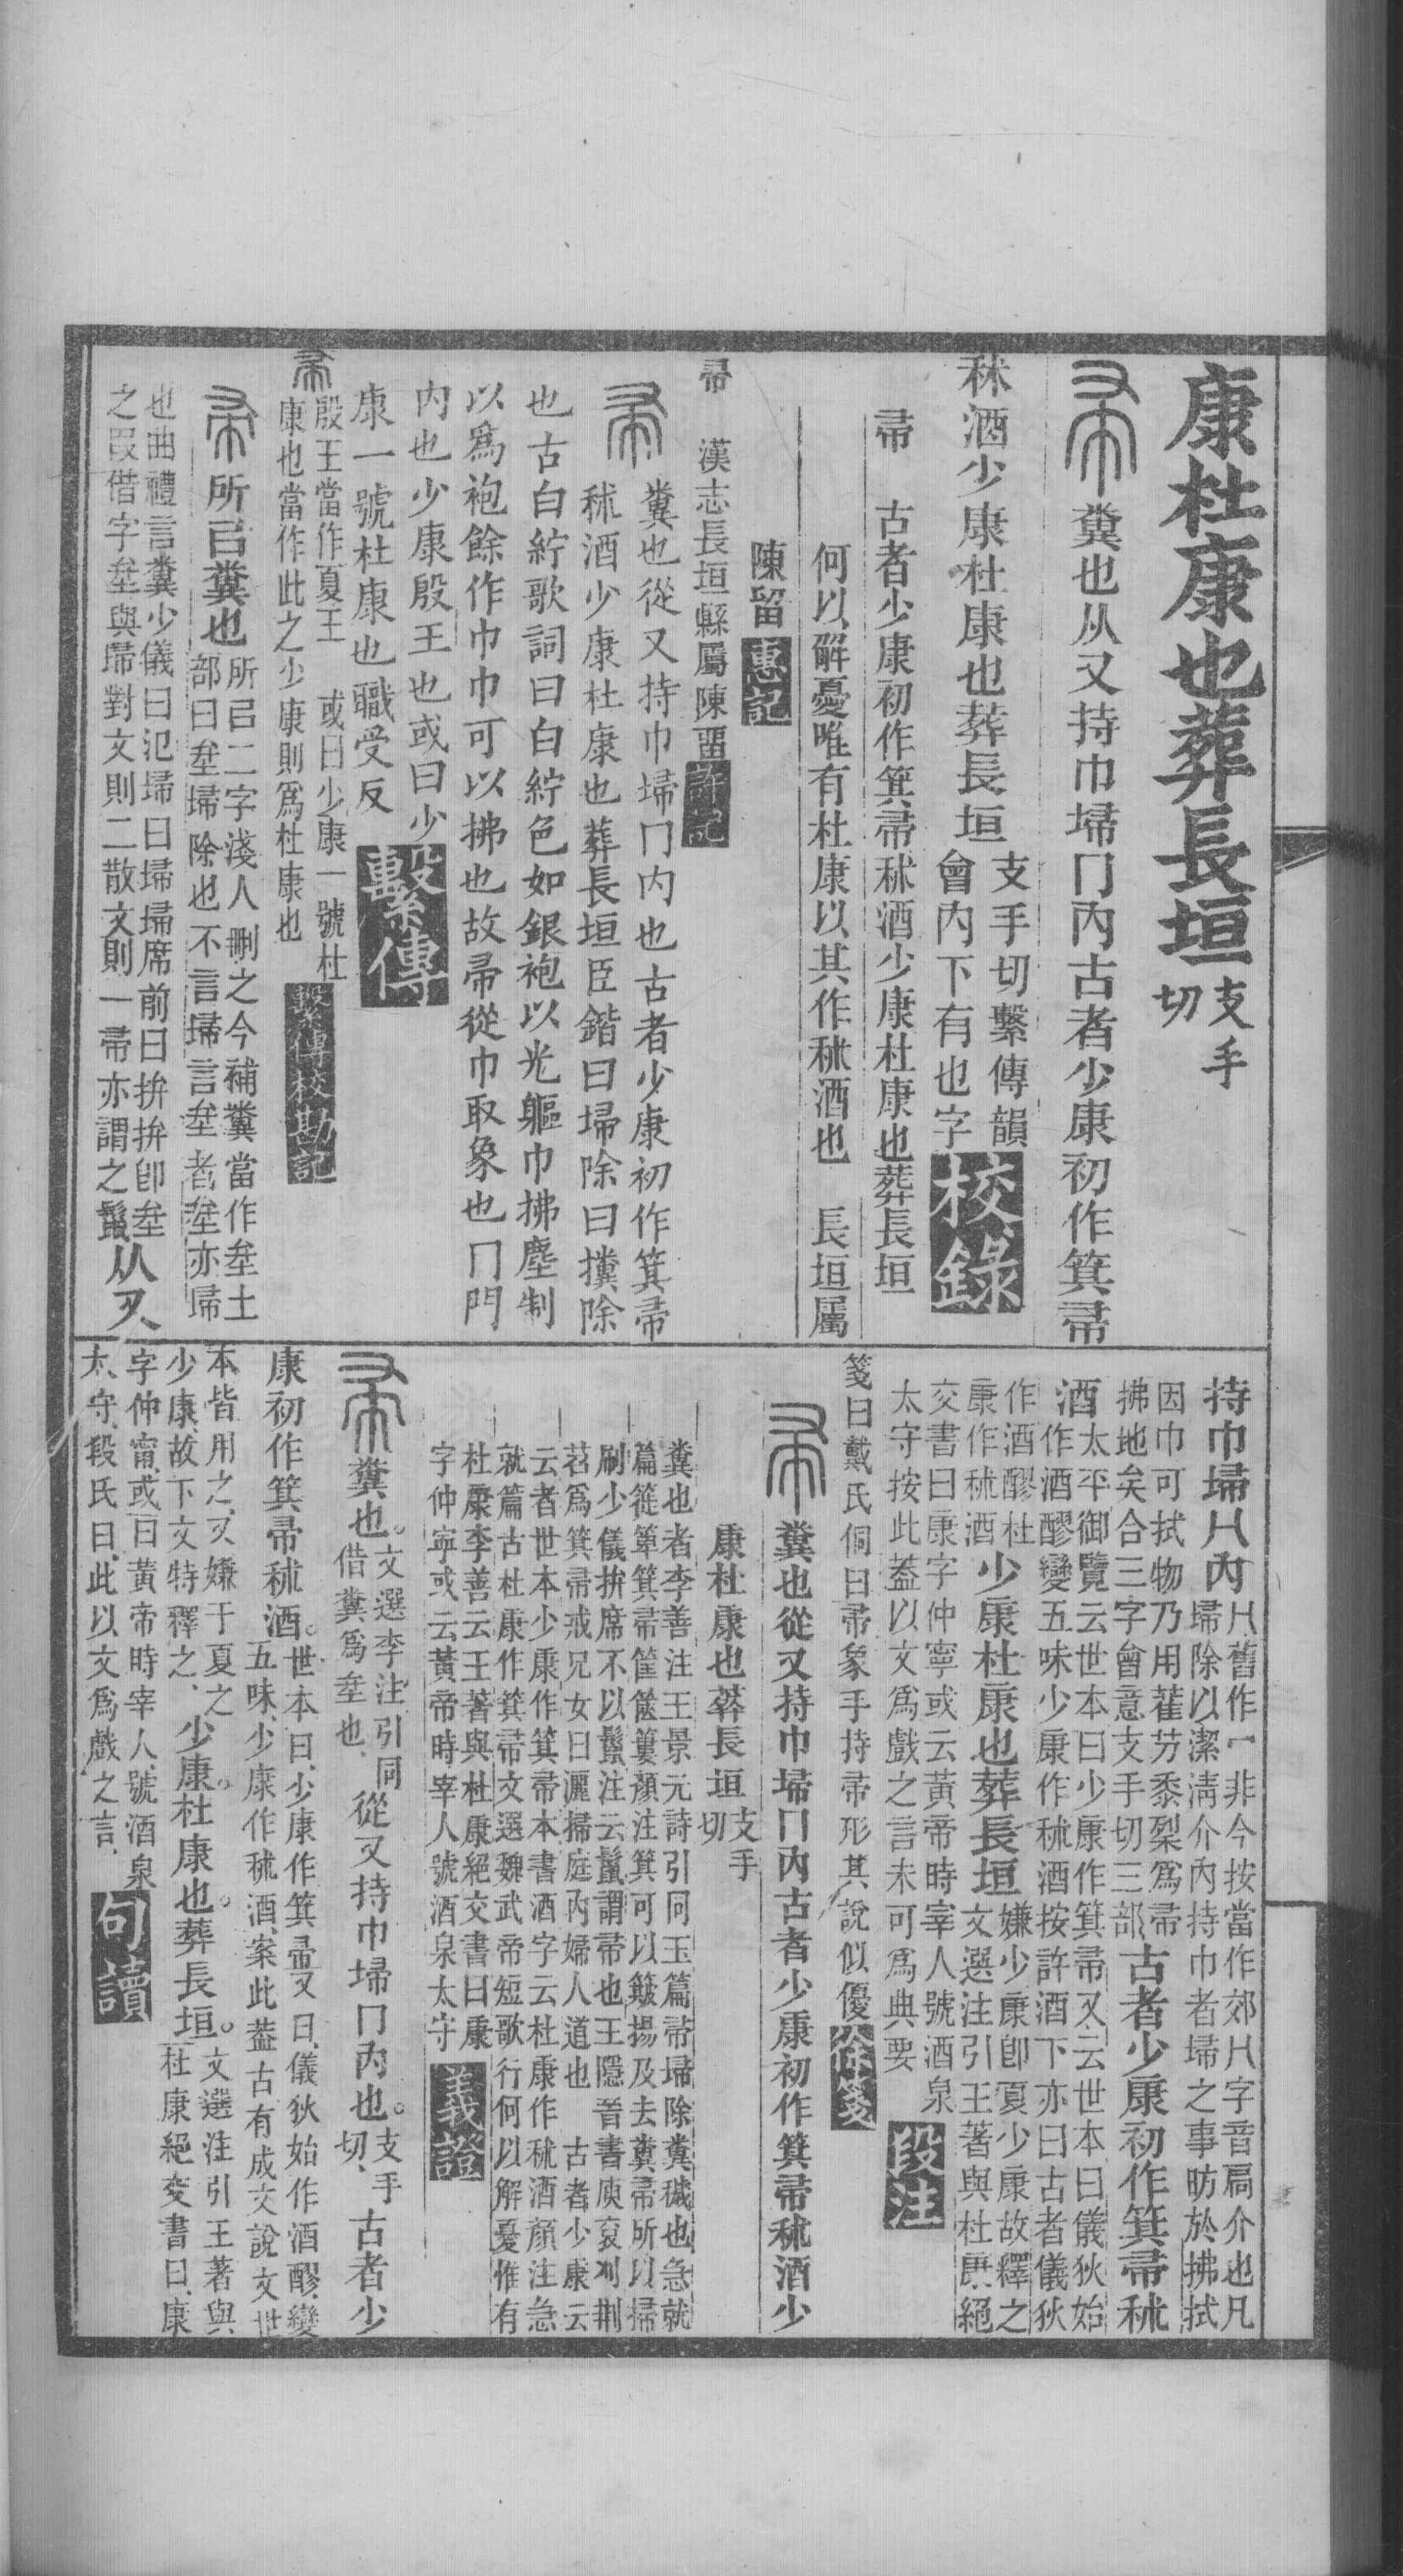 康杜康也葬長垣支手
切
糞也从又持巾埽冂內古者少康初作箕帚
秫酒少康杜康也葬長垣支手切繫傳韻
會內下有也字校錄
帚 古者少康初作箕帚秫酒少康杜康也葬長垣
何以解憂唯有杜康以其作秫酒也 長垣屬
陳留惠記
帚 漢志長垣縣屬陳畱許記
糞也從又持巾埽冂內也古者少康初作箕帚
秫酒少康杜康也葬長垣臣鍇曰埽除曰㩓除
也古白紵歌詞曰白紵色如銀袍以光軀巾拂塵制
以爲袍餘作巾巾可以拂也故帚從巾取象也冂門
內也少康殷王也或曰少
康一號杜康也職受反繫傳
殷王當作夏王 或曰少康一號杜
康也當作此之少康則爲杜康也繫傳校勘記
所㠯糞也所㠯二字淺人刪之今補糞當作坌土
部曰坌埽除也不言埽言坌者坌亦埽
也曲禮言糞少儀曰氾埽曰埽埽席前曰拚拚卽坌
之叚借字坌與埽對文則二散文則一帚亦謂之鬣从又
持巾埽冂內冂舊作冖非今按當作郊冂字音扃介也凡
埽除以潔淸介內持巾者埽之事昉於拂拭
因巾可拭物乃用萑芀黍梨爲帚
拂地矣合三字會意支手切三部古者少康初作箕帚秫
酒太平御覽云世本曰少康作箕帚又云世本曰儀狄始
作酒醪變五味少康作秫酒按許酒下亦曰古者儀狄
作酒醪杜
康作秫酒少康杜康也葬長垣嫌少康卽夏少康故釋之
文選注引王著與杜康絕
交書曰康字仲寧或云黃帝時宰人號酒泉
太守按此葢以文爲戲之言未可爲典要段注
箋曰戴氏侗曰帚象手持帚形其說似優徐箋
糞也從又持巾埽冂內古者少康初作箕帚秫酒少
康杜康也葬長垣支手
切
糞也者李善注王景元詩引同玉篇帚埽除糞穢也急就
篇簁箄箕帚筐篋簍顏注箕可以簸揚及去糞帚所以掃
刷少儀拚席不以鬣注云鬣謂帚也王隱晉書庾袞刈荆
苕爲箕帚戒兄女曰灑掃庭內婦人道也 古者少康云
云者世本少康作箕帚本書酒字云杜康作秫酒顏注急
就篇古杜康作箕帚文選魏武帝短歌行何以解憂惟有
杜康李善云王著與杜康絕交書曰康
字仲寧或云黃帝時宰人號酒泉太守義證
糞也。文選李注引同
借糞爲坌也從又持巾埽冂內也。支手
切、古者少
康初作箕帚秫酒。世本曰、少康作箕帚、又曰、儀狄始作酒醪、變
五味、少康作秫酒、案此葢古有成文說文世
本皆用之、又嫌于夏之
少康、故下文特釋之、少康。杜康也。葬長垣。文選注引王著與
杜康絕交書曰、康
字仲甯、或曰黃帝時宰人、號酒泉
太守、段氏曰、此以文爲戲之言、句讀